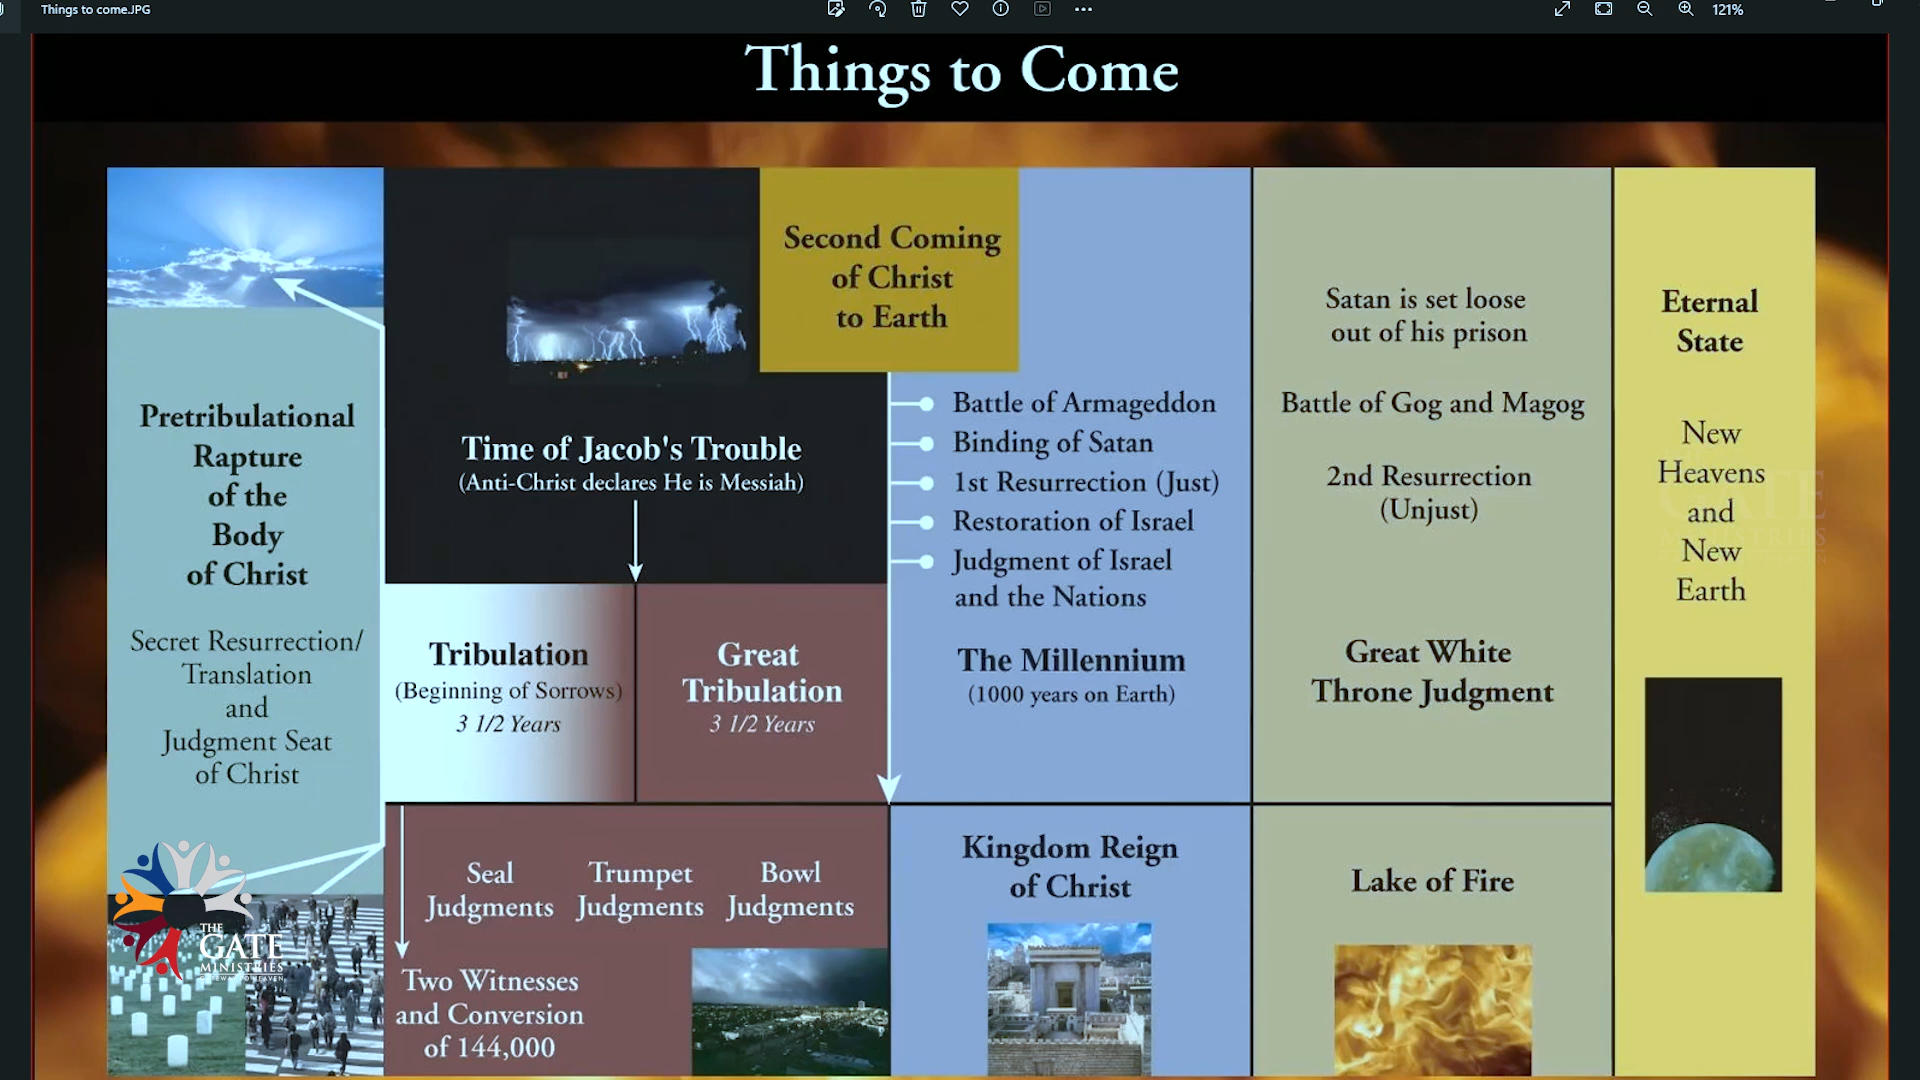 Things to come.JPG
121%
Things to Come
Pretribulational
Rapture
of the
Body
of Christ
Secret Resurrection/
Translation
and
Judgment Seat
of Christ
Time of Jacob's Trouble
(Anti-Christ declares He is Messiah)
Tribulation
(Beginning of Sorrows)
3 1/2 Years
Great
Tribulation
3 1/2 Years
Seal
Judgments
Trumpet
Judgments
Bowl
Judgments
Two Witnesses
and Conversion
of 144,000
Second Coming
of Christ
to Earth
Battle of Armageddon
Binding of Satan
1st Resurrection (Just)
Restoration of Israel
Judgment of Israel
and the Nations
The Millennium
(1000 years on Earth)
Kingdom Reign
of Christ
Satan is set loose
out of his prison
Battle of Gog and Magog
2nd Resurrection
(Unjust)
Great White
Throne Judgment
Lake of Fire
Eternal
State
New
Heavens
and
New
Earth
THE
GATE
MINISTRIES
GATE
MINISTRIES